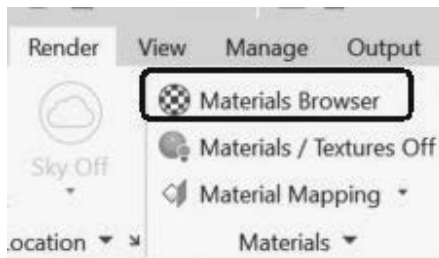 Render View Manage Output
Materials Browser
Sky Off
Materials / Textures Off
Material Mapping
ocation Materials